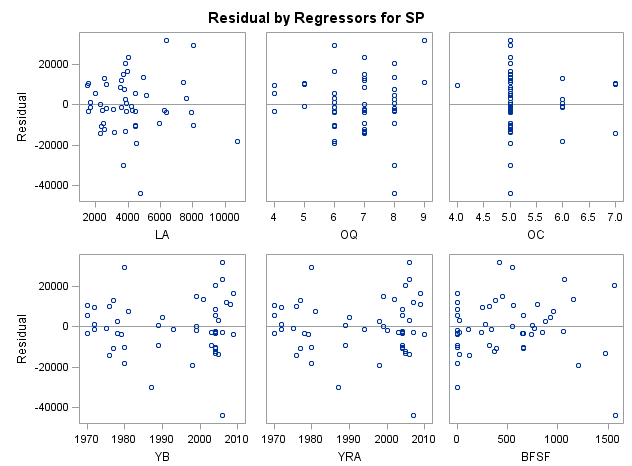 Residual by Regressors for SP
Residual
20000
0
-20000
-40000
2000 4000 6000 8000 10000
LA
4 5 6 7 8 9
OQ
4.0 4.5 5.0 5.5 6.0 6.5 7.0
OC
Residual
20000
0
-20000
-40000
1970 1980 1990 2000 2010
YB
1970 1980 1990 2000 2010
YRA
0 500 1000 1500
BFSF